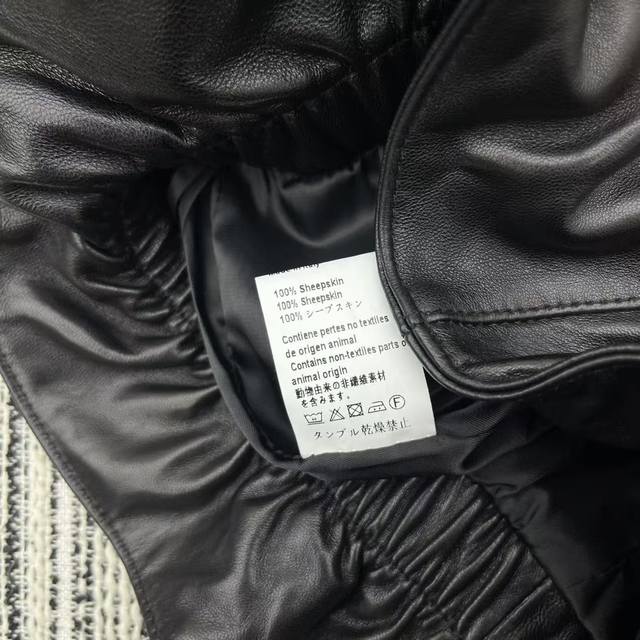 100% Sheepskin
100% Sheepskin
100% シープスキン
Contiene pertes no textiles
de origen animal
Contains non-textiles parts o
animal origin
動物由来の非繊維素材
を含みます。
F
タンブル乾燥禁止